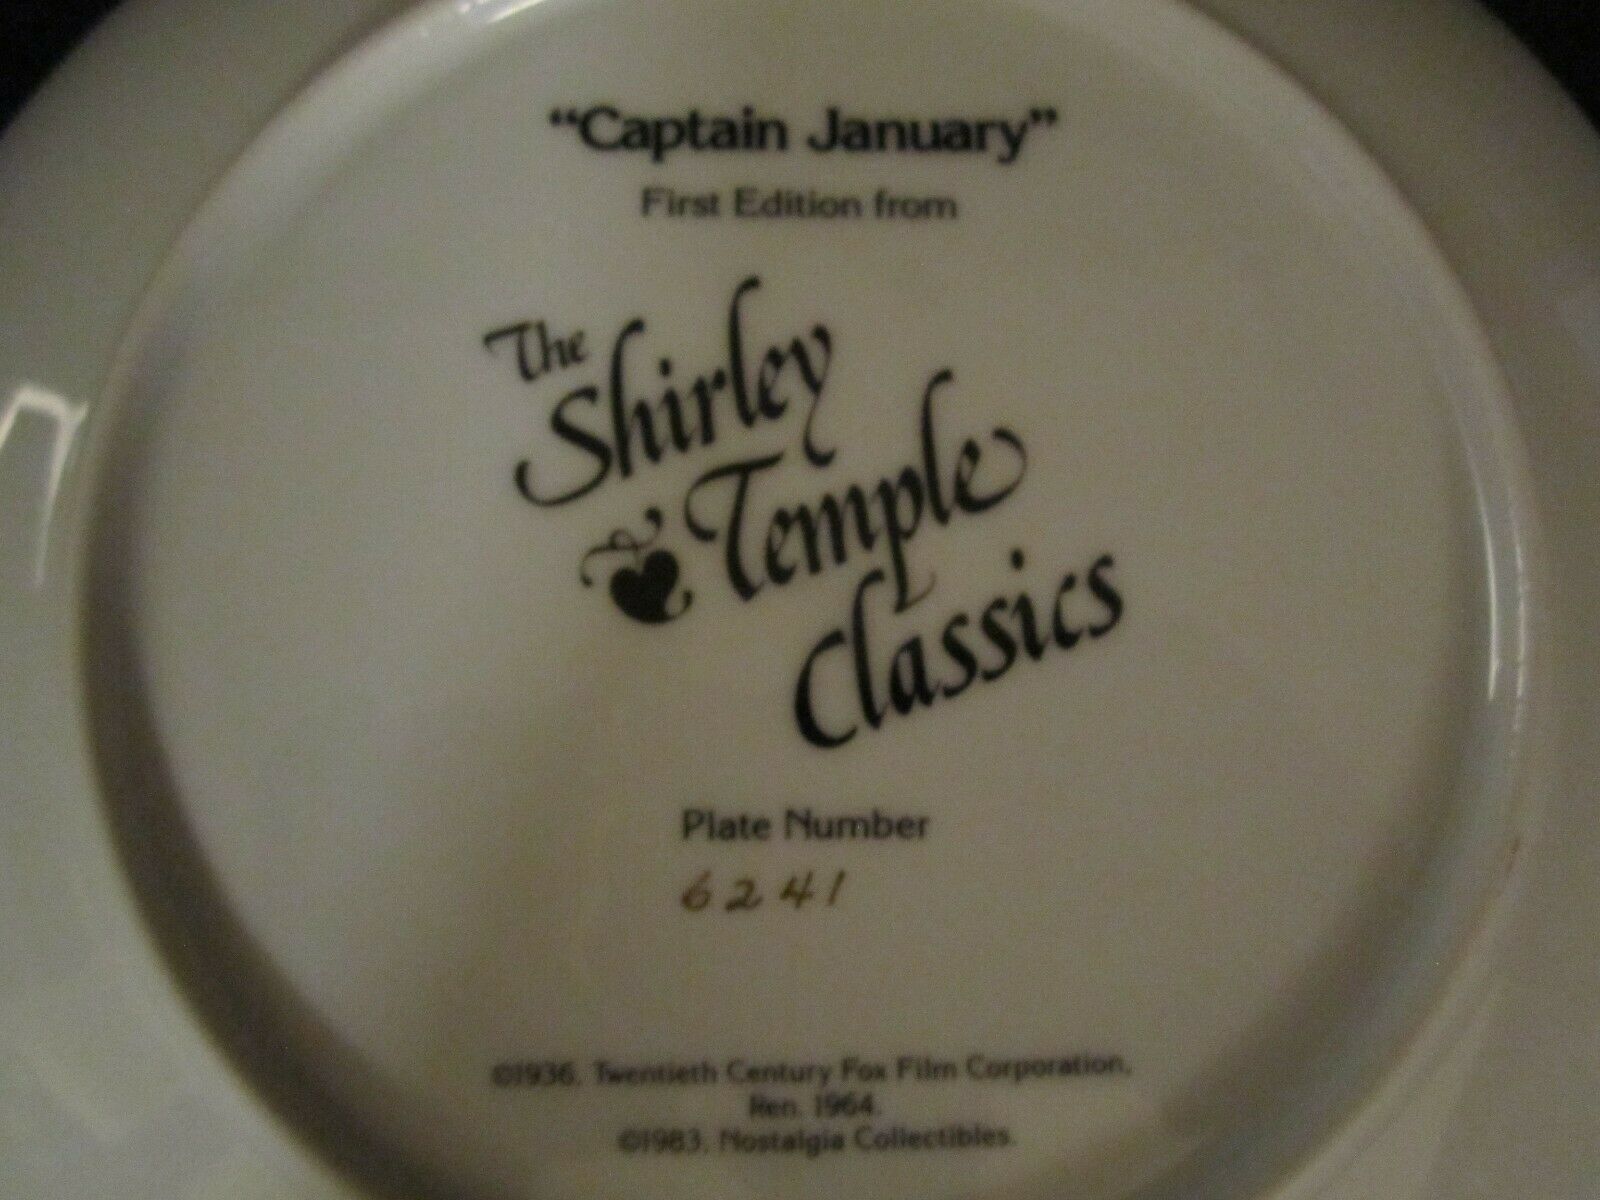 “Captain January”
First Edition from
The
Shirley
Temple
Classics
Plate Number
6241
©1936, Twentieth Century Fox Film Corporation,
Ren. 1964.
©1983, Nostalgia Collectibles.